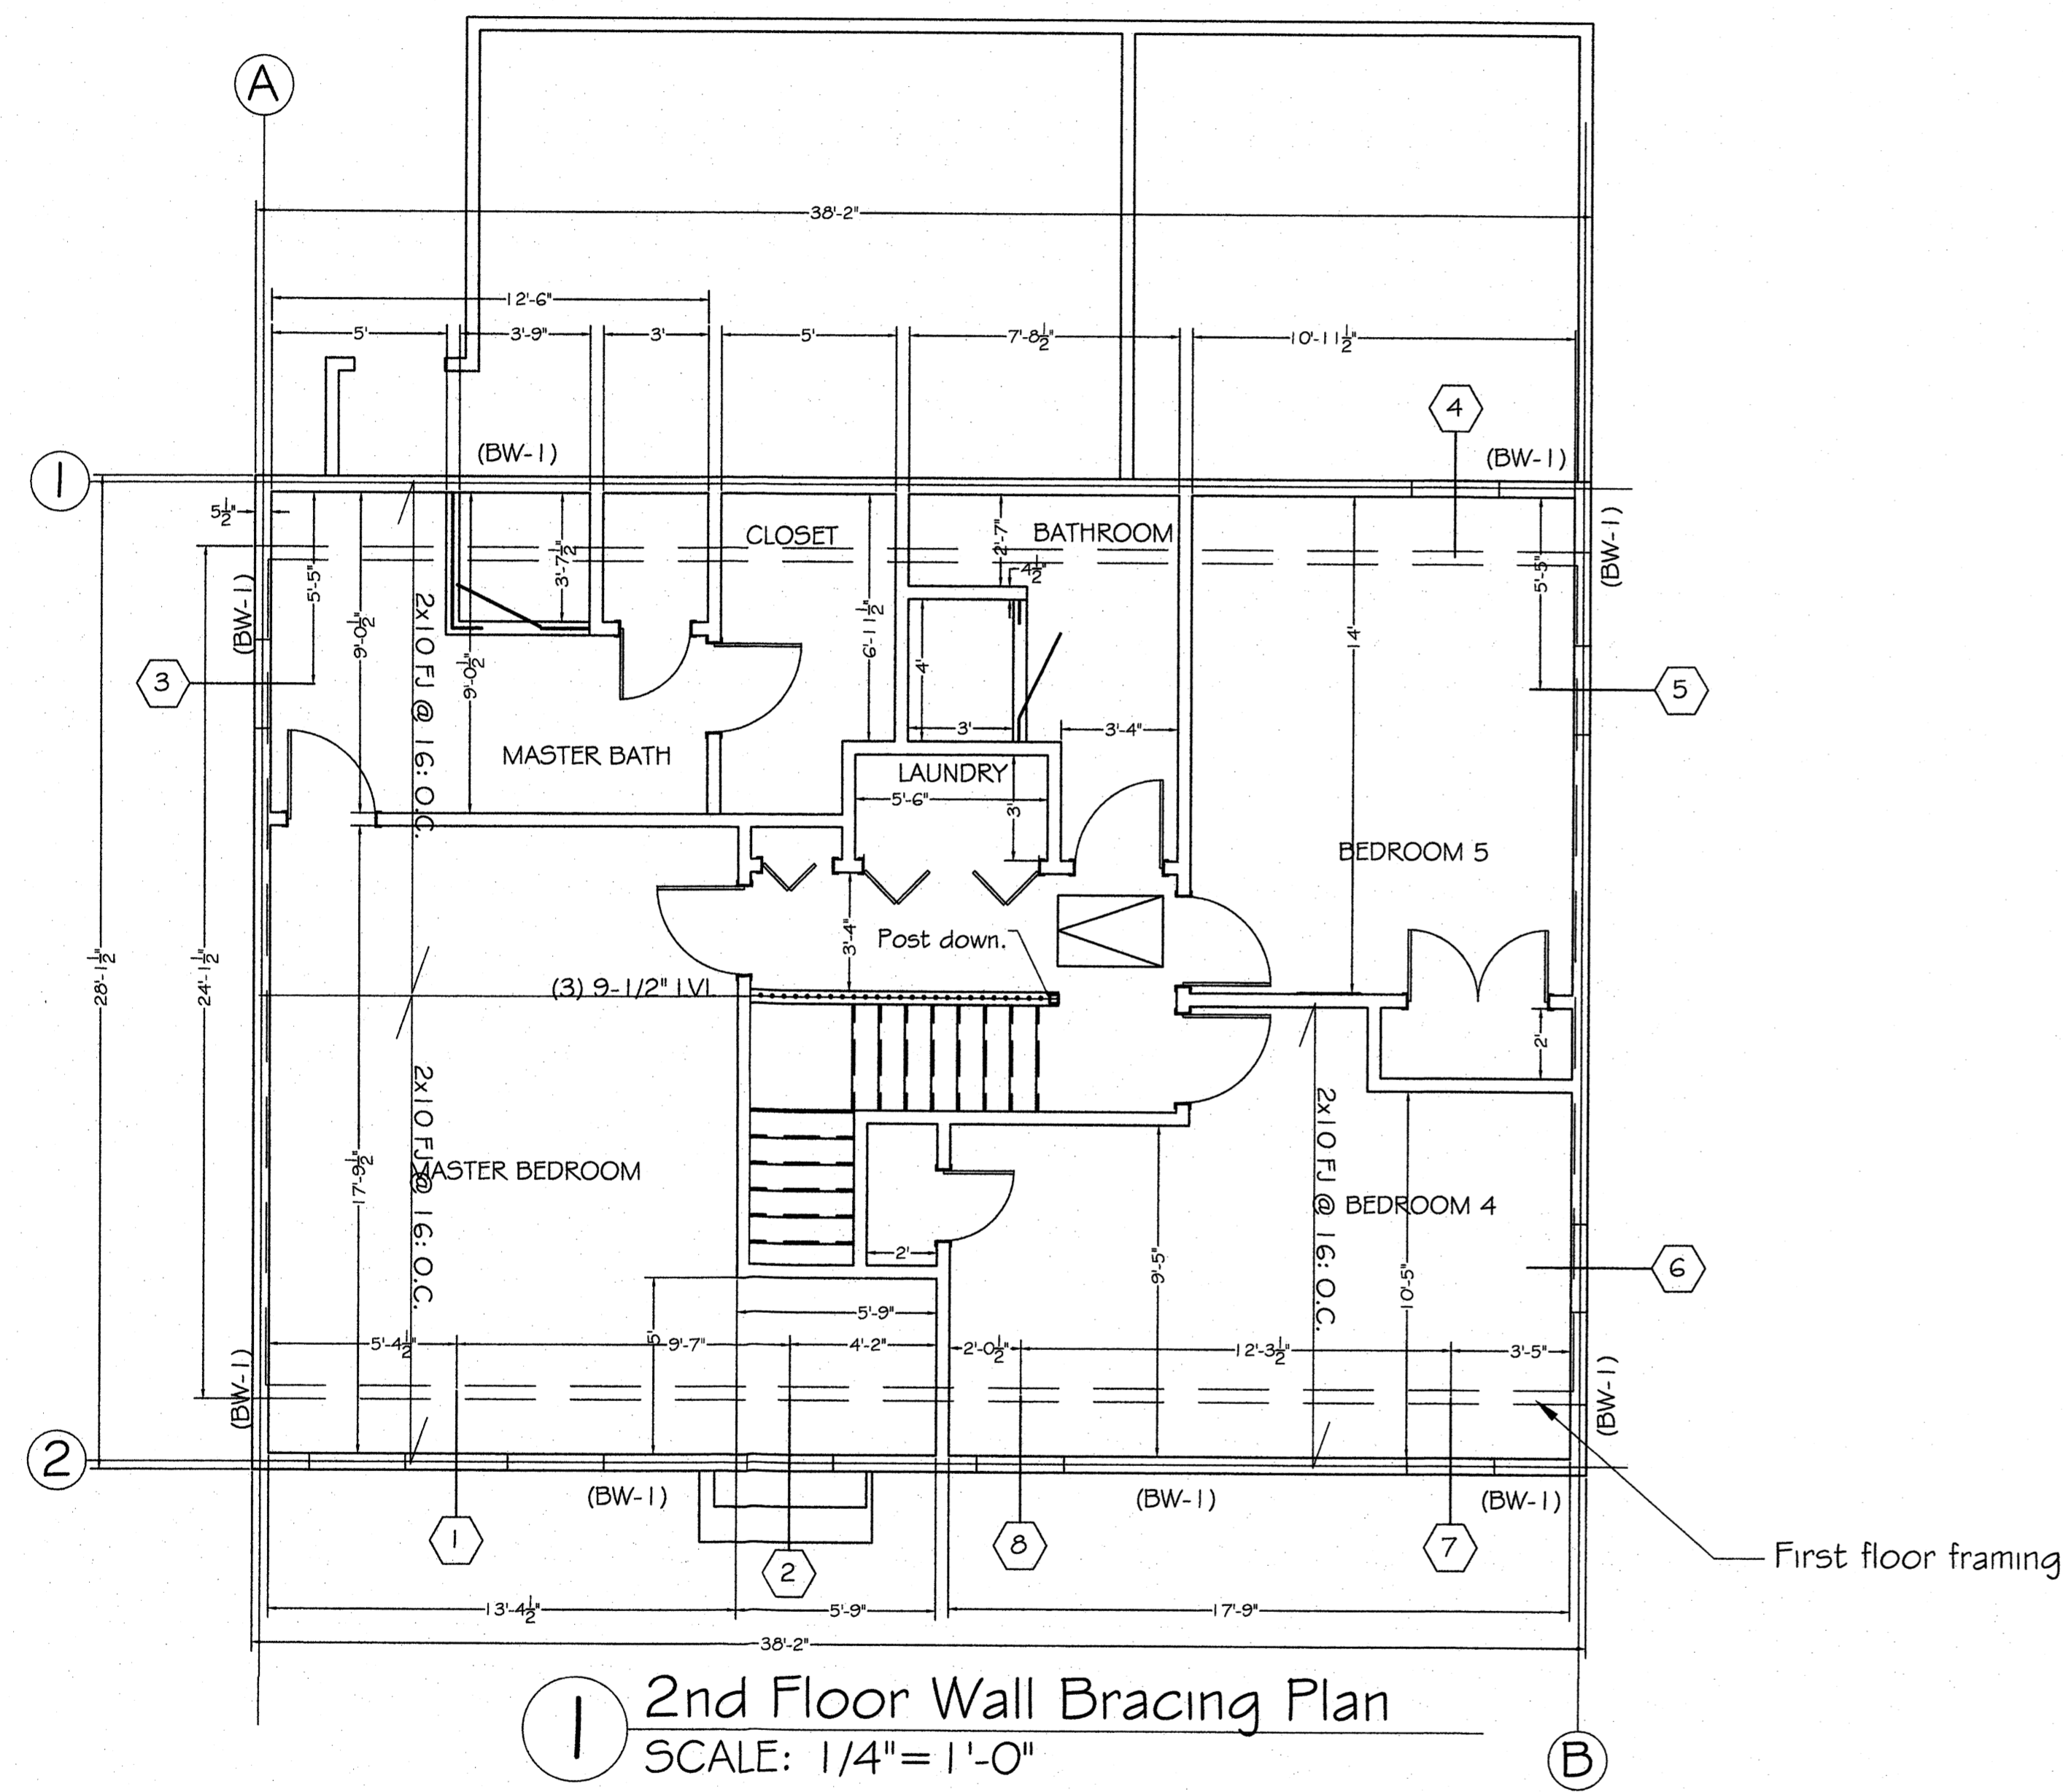 A
38'-2"
12'-6"
5'
3'-9"
3'
5'
7'-8 1/2"
10'-11 1/2"
4
(BW-1)
(BW-1)
1
5 1/2"
CLOSET
2'-7"
BATHROOM
(BW-1)
3'-7 1/2"
4 1/2"
5'-5"
5'-5"
(BW-1)
9'-0 1/2"
2x10 FJ @ 16: O.C.
9'-0 1/2"
6'-11 1/2"
14'
4'
3
5
3'
3'-4"
MASTER BATH
LAUNDRY
5'-6"
3'
BEDROOM 5
Post down.
3'-4"
28'-1 1/2"
24'-1 1/2"
(3) 9-1/2" LVL
2'
17'-9 1/2"
2x10 FJ @ 16: O.C.
MASTER BEDROOM
2x10 FJ @ 16: O.C.
BEDROOM 4
2'
9'-5"
10'-5"
6
5'-9"
5'
5'-4 1/2"
9'-7"
4'-2"
2'-0 1/2"
12'-3 1/2"
3'-5"
(BW-1)
(BW-1)
2
(BW-1)
(BW-1)
(BW-1)
1
2
8
7
First floor framing
13'-4 1/2"
5'-9"
17'-9"
38'-2"
1
2nd Floor Wall Bracing Plan
SCALE: 1/4"=1'-0"
B